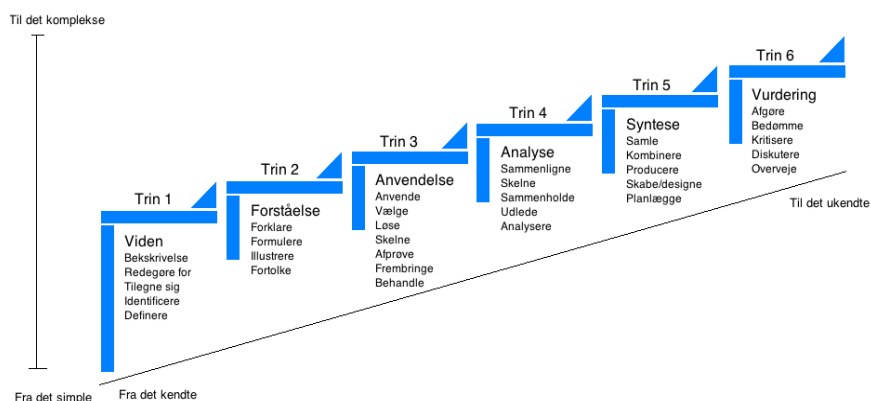 Til det komplekse
Trin 1
Viden
Bekskrivelse
Redegøre for
Tilegne sig
Identificere
Definere
Trin 2
Forståelse
Forklare
Formulere
Illustrere
Fortolke
Trin 3
Anvendelse
Anvende
Vælge
Løse
Skelne
Afprøve
Frembringe
Behandle
Trin 4
Analyse
Sammenligne
Skelne
Sammenholde
Udlede
Analysere
Trin 5
Syntese
Samle
Kombinere
Producere
Skabe/designe
Planlægge
Trin 6
Vurdering
Afgøre
Bedømme
Kritisere
Diskutere
Overveje
Til det ukendte
Fra det simple
Fra det kendte